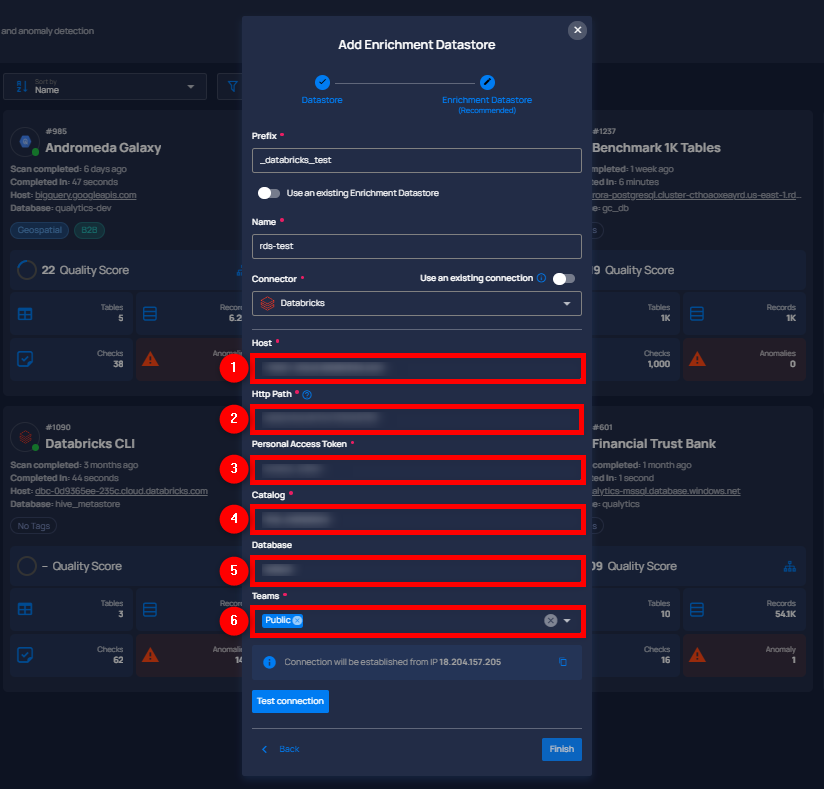 and anomaly detection
Sort by
Name
#985
Andromeda Galaxy
Scan completed: 6 days ago
Completed In: 47 seconds
Host: bigquery.googleapis.com
Database: qualytics-dev
Geospatial
B2B
22 Quality Score
Tables
5
Records
6.2
Checks
38
Anomalies
#1090
Databricks CLI
Scan completed: 3 months ago
Completed In: 44 seconds
Host: dbc-0d9365ee-235c.cloud.databricks.com
Database: hive_metastore
No Tags
– Quality Score
Tables
3
Records
Checks
62
Anomalies
14
Add Enrichment Datastore
Datastore
Enrichment Datastore
(Recommended)
Prefix *
_databricks_test
Use an existing Enrichment Datastore
Name *
rds-test
Connector *
Use an existing connection
Databricks
Host *
1
Http Path *
2
Personal Access Token *
3
Catalog *
4
Database
5
Teams *
6
Public
Connection will be established from IP 18.204.157.205
Test connection
Back
Finish
#1237
Benchmark 1K Tables
mpleted: 1 week ago
ed In: 6 minutes
rora-postgresql.cluster-cthoaoxeayrd.us-east-1.rd...
e: gc_db
s
9 Quality Score
Tables
1K
Records
1K
Checks
1,000
Anomalies
0
#601
Financial Trust Bank
completed: 1 month ago
ed In: 1 second
alytics-mssql.database.windows.net
e: qualytics
s
09 Quality Score
Tables
10
Records
54.1K
Checks
16
Anomaly
1